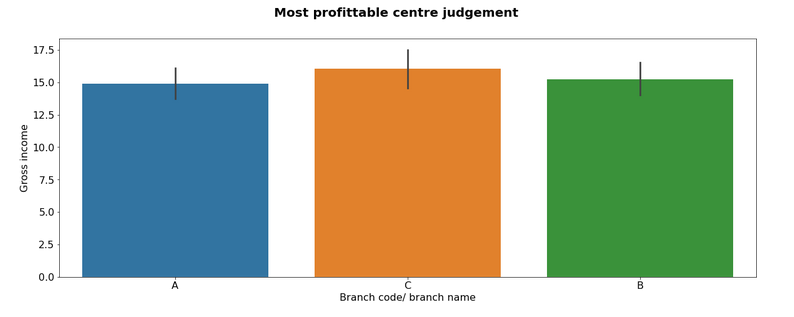 Most profittable centre judgement
Gross income
17.5
15.0
12.5
10.0
7.5
5.0
2.5
0.0
A
C
B
Branch code/ branch name